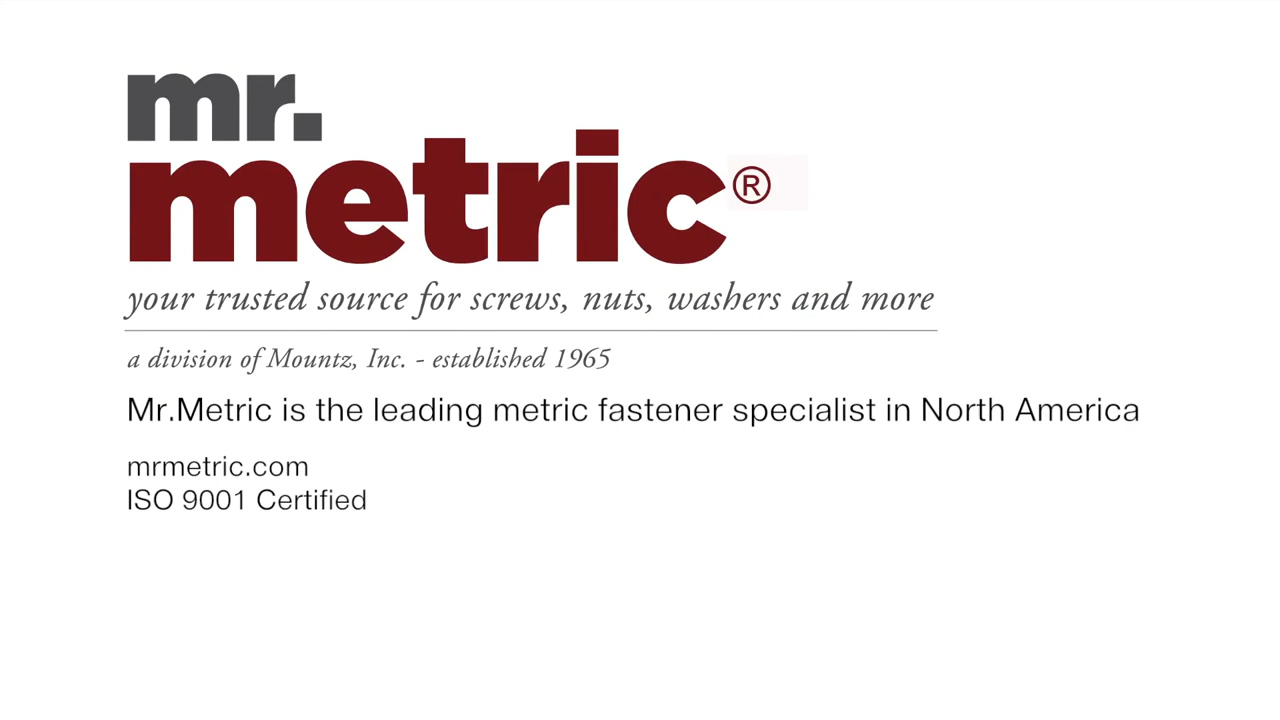 mr.
metric®
your trusted source for screws, nuts, washers and more
a division of Mountz, Inc. - established 1965
Mr.Metric is the leading metric fastener specialist in North America
mrmetric.com
ISO 9001 Certified